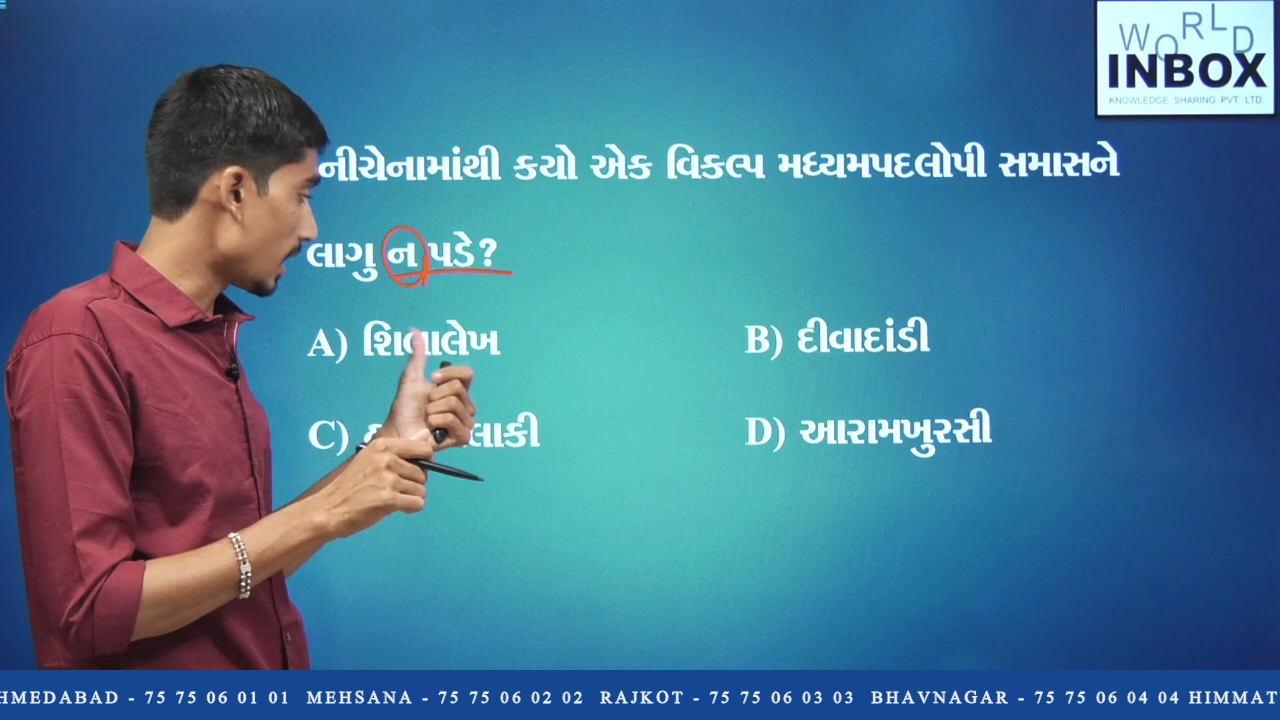 WORLD
INBOX
KNOWLEDGE SHARING PVT. LTD.
નીચેનામાંથી કયો એક વિકલ્પ મધ્યમપદલોપી સમાસને
લાગુ ન પડે?
A) શિલાલેખ
B) દીવાદાંડી
C)
D) આરામખુરસી
HMEDABAD - 75 75 06 01 01 MEHSANA - 75 75 06 02 02 RAJKOT - 75 75 06 03 03 BHAVNAGAR - 75 75 06 04 04 HIMMAT